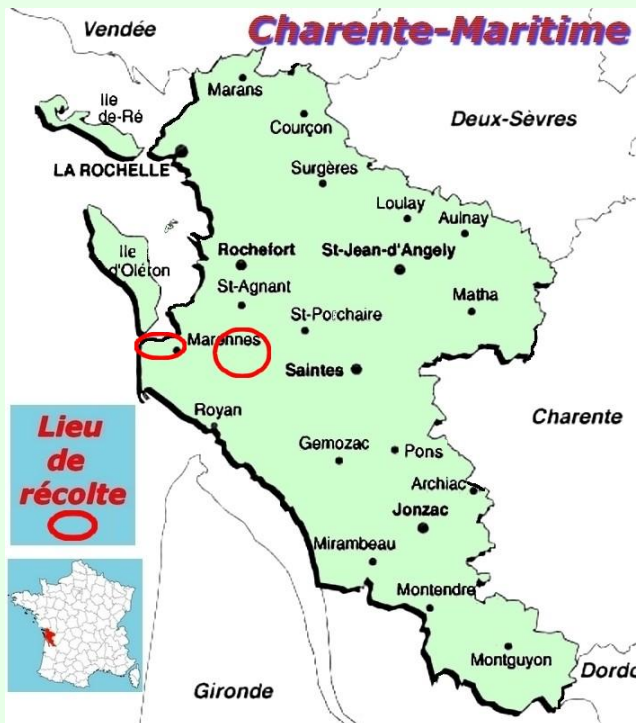 Charente-Maritime
Vendée
Marans
Ile
de-Ré
Courçon
Deux-Sèvres
LA ROCHELLE
Surgères
Loulay
Aulnay
Ile
d'Oléron
Rochefort
St-Jean-d'Angely
St-Agnant
Matha
St-Porchaire
Marennes
Saintes
Charente
Royan
Lieu
de
récolte
Gemozac
Pons
Archiac
Jonzac
Mirambeau
Montendre
Montguyon
Dordo
Gironde